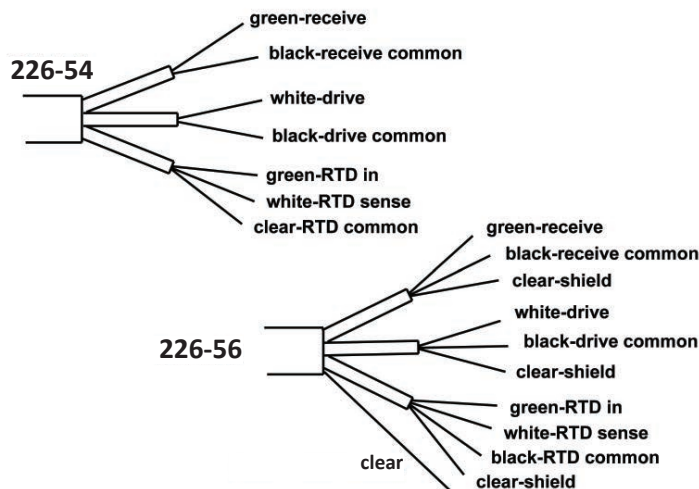 green-receive
226-54
black-receive common
white-drive
black-drive common
green-RTD in
white-RTD sense
clear-RTD common
green-receive
black-receive common
clear-shield
226-56
white-drive
black-drive common
clear-shield
green-RTD in
white-RTD sense
black-RTD common
clear
clear-shield